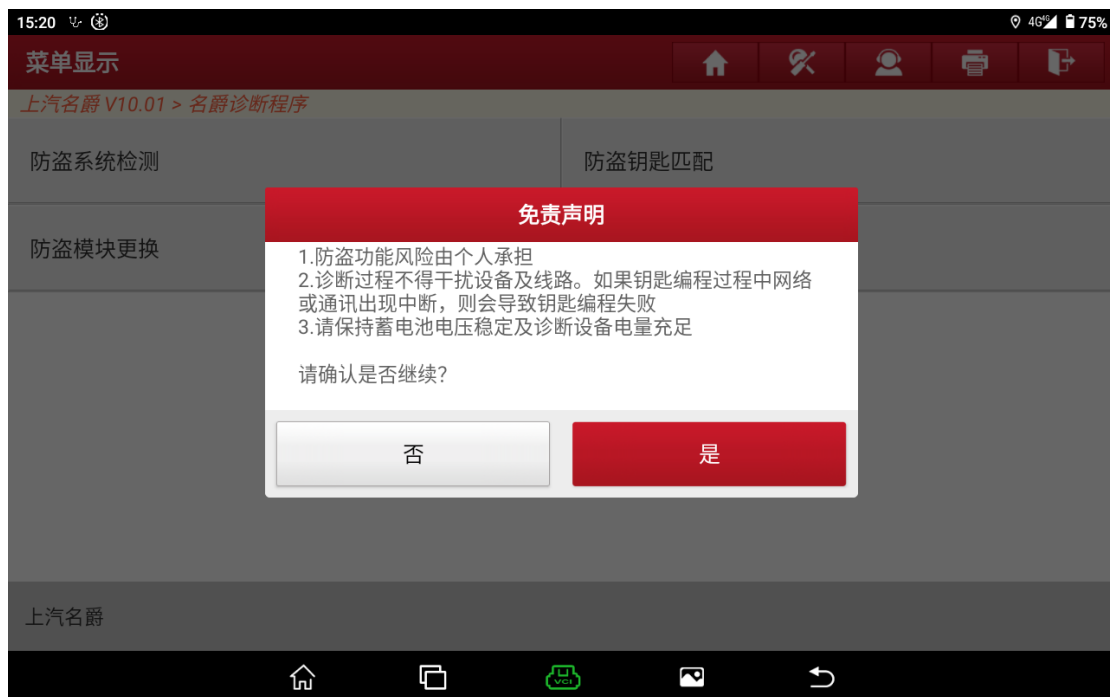 15:20 4G 4G 75%
菜单显示
上汽名爵 V10.01 > 名爵诊断程序
防盗系统检测 防盗钥匙匹配
防盗模块更换
免责声明
1.防盗功能风险由个人承担
2.诊断过程不得干扰设备及线路。如果钥匙编程过程中网络
或通讯出现中断，则会导致钥匙编程失败
3.请保持蓄电池电压稳定及诊断设备电量充足
请确认是否继续?
否 是
上汽名爵
VCI